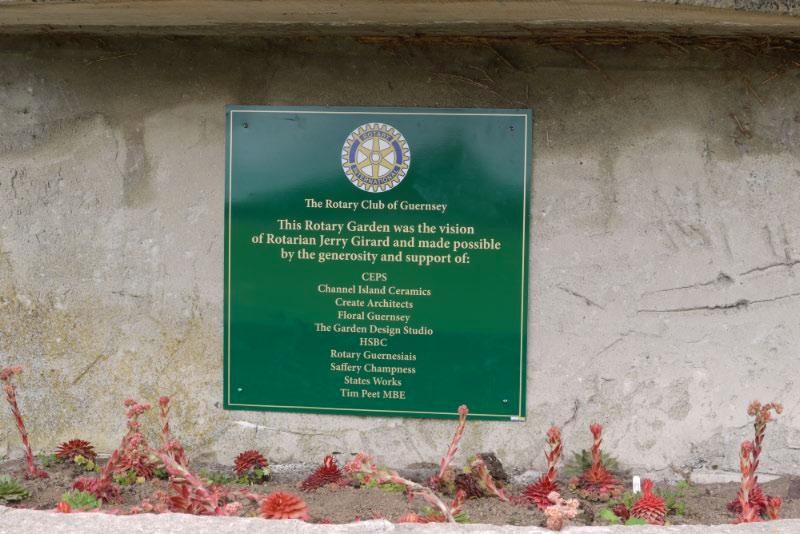 ROTARY
INTERNATIONAL
The Rotary Club of Guernsey
This Rotary Garden was the vision
of Rotarian Jerry Girard and made possible
by the generosity and support of:
CEPS
Channel Island Ceramics
Create Architects
Floral Guernsey
The Garden Design Studio
HSBC
Rotary Guernesiais
Saffery Champness
States Works
Tim Peet MBE